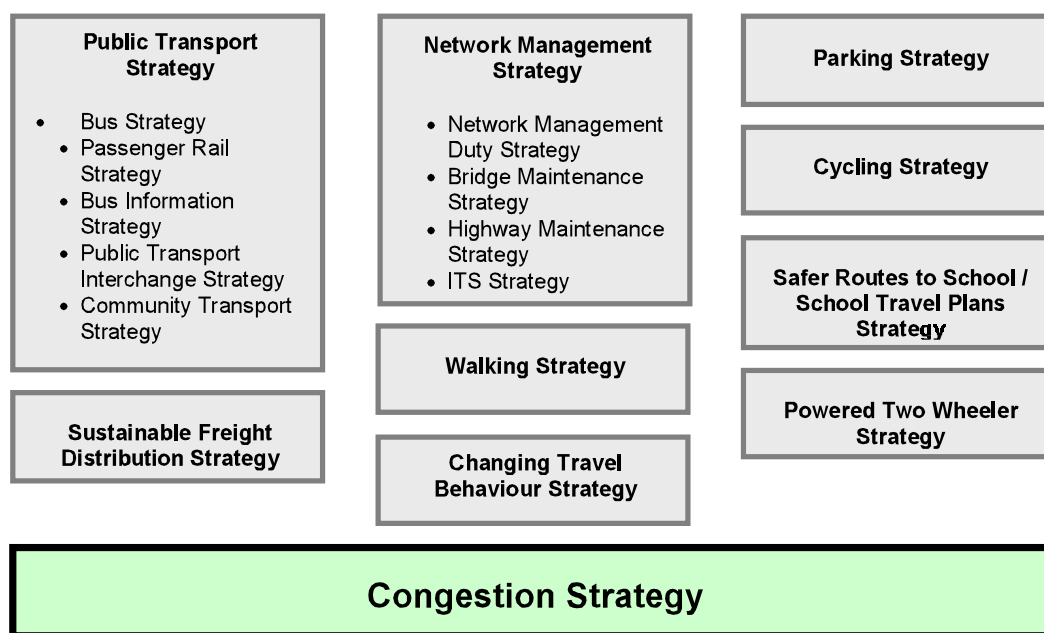 Public Transport
Strategy
• Bus Strategy
• Passenger Rail
Strategy
• Bus Information
Strategy
• Public Transport
Interchange Strategy
• Community Transport
Strategy
Sustainable Freight
Distribution Strategy
Network Management
Strategy
• Network Management
Duty Strategy
• Bridge Maintenance
Strategy
• Highway Maintenance
Strategy
• ITS Strategy
Walking Strategy
Changing Travel
Behaviour Strategy
Parking Strategy
Cycling Strategy
Safer Routes to School /
School Travel Plans
Strategy
Powered Two Wheeler
Strategy
Congestion Strategy